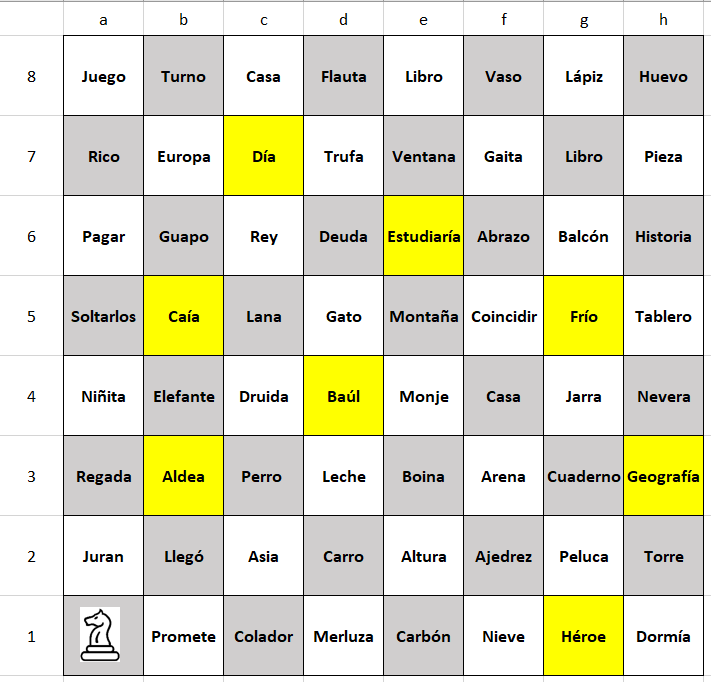 a b c d e f g h
8 Juego Turno Casa Flauta Libro Vaso Lápiz Huevo
7 Rico Europa Día Trufa Ventana Gaita Libro Pieza
6 Pagar Guapo Rey Deuda Estudiaría Abrazo Balcón Historia
5 Soltarlos Caía Lana Gato Montaña Coincidir Frío Tablero
4 Niñita Elefante Druida Baúl Monje Casa Jarra Nevera
3 Regada Aldea Perro Leche Boina Arena Cuaderno Geografía
2 Juran Llegó Asia Carro Altura Ajedrez Peluca Torre
1 Promete Colador Merluza Carbón Nieve Héroe Dormía